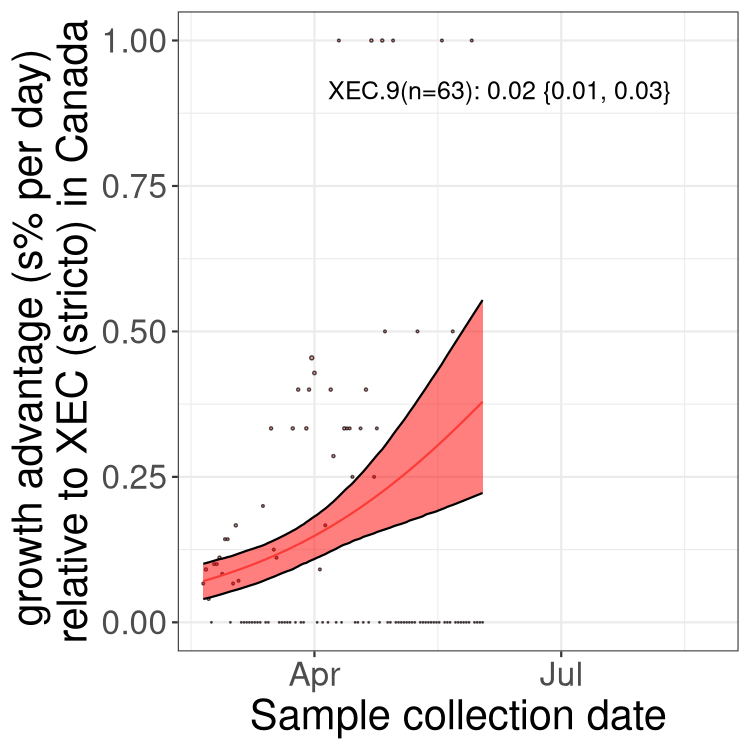 growth advantage (s% per day)
relative to XEC (stricto) in Canada
1.00
0.75
0.50
0.25
0.00
XEC.9(n=63): 0.02 {0.01, 0.03}
Apr
Jul
Sample collection date